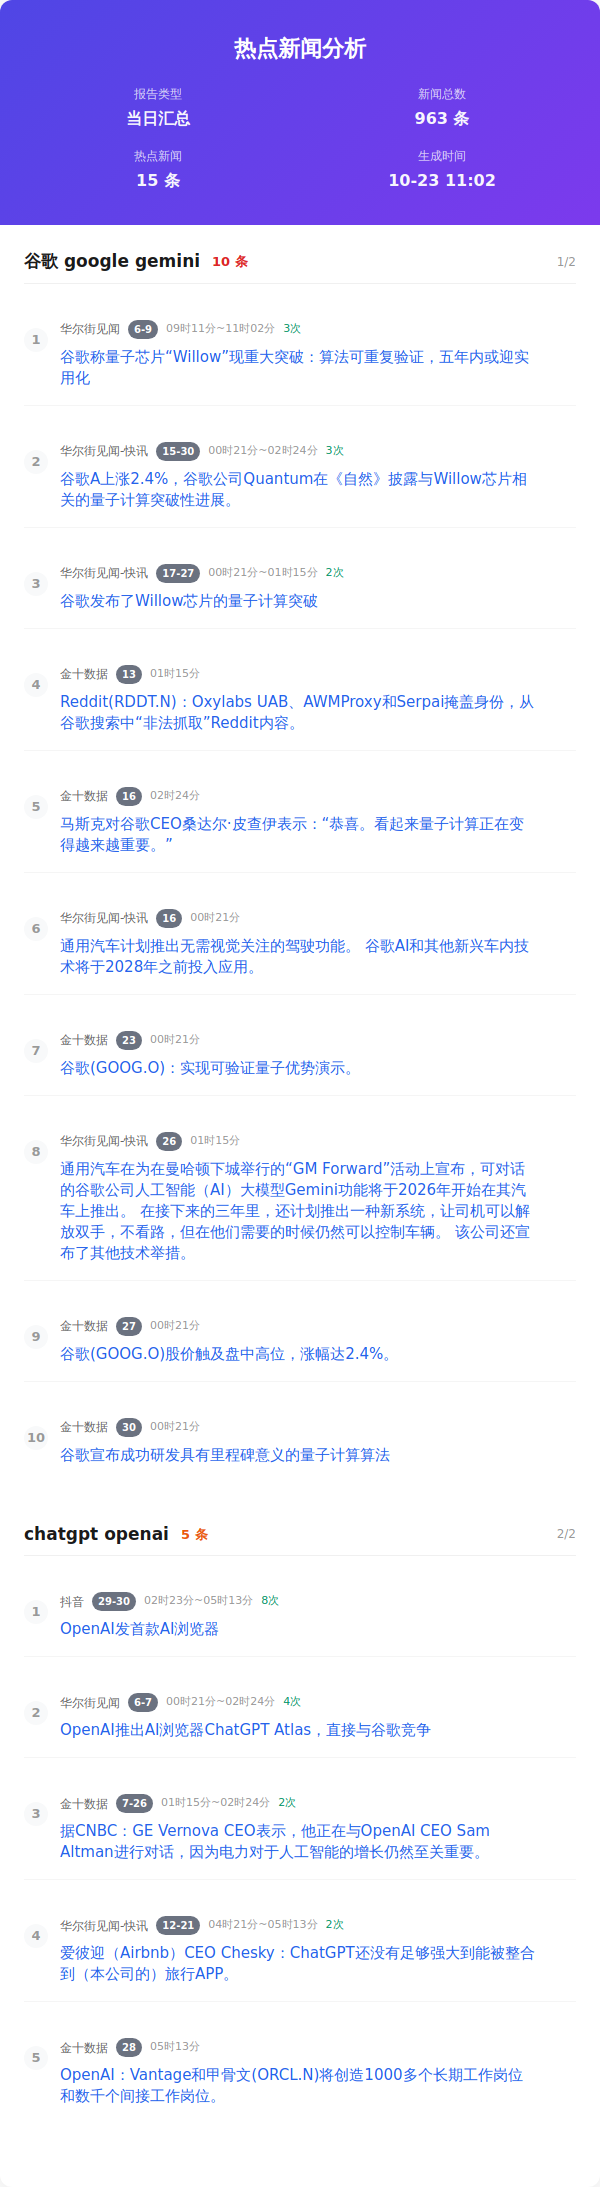 热点新闻分析
报告类型
当日汇总
新闻总数
963 条
热点新闻
15 条
生成时间
10-23 11:02
谷歌 google gemini 10 条 1/2
1
华尔街见闻 6-9 09时11分~11时02分 3次
谷歌称量子芯片“Willow”现重大突破：算法可重复验证，五年内或迎实
用化
2
华尔街见闻-快讯 15-30 00时21分~02时24分 3次
谷歌A上涨2.4%，谷歌公司Quantum在《自然》披露与Willow芯片相
关的量子计算突破性进展。
3
华尔街见闻-快讯 17-27 00时21分~01时15分 2次
谷歌发布了Willow芯片的量子计算突破
4
金十数据 13 01时15分
Reddit(RDDT.N)：Oxylabs UAB、AWMProxy和Serpai掩盖身份，从
谷歌搜索中“非法抓取”Reddit内容。
5
金十数据 16 02时24分
马斯克对谷歌CEO桑达尔·皮查伊表示：“恭喜。看起来量子计算正在变
得越来越重要。”
6
华尔街见闻-快讯 16 00时21分
通用汽车计划推出无需视觉关注的驾驶功能。 谷歌AI和其他新兴车内技
术将于2028年之前投入应用。
7
金十数据 23 00时21分
谷歌(GOOG.O)：实现可验证量子优势演示。
8
华尔街见闻-快讯 26 01时15分
通用汽车在为在曼哈顿下城举行的“GM Forward”活动上宣布，可对话
的谷歌公司人工智能（AI）大模型Gemini功能将于2026年开始在其汽
车上推出。 在接下来的三年里，还计划推出一种新系统，让司机可以解
放双手，不看路，但在他们需要的时候仍然可以控制车辆。 该公司还宣
布了其他技术举措。
9
金十数据 27 00时21分
谷歌(GOOG.O)股价触及盘中高位，涨幅达2.4%。
10
金十数据 30 00时21分
谷歌宣布成功研发具有里程碑意义的量子计算算法
chatgpt openai 5 条 2/2
1
抖音 29-30 02时23分~05时13分 8次
OpenAI发首款AI浏览器
2
华尔街见闻 6-7 00时21分~02时24分 4次
OpenAI推出AI浏览器ChatGPT Atlas，直接与谷歌竞争
3
金十数据 7-26 01时15分~02时24分 2次
据CNBC：GE Vernova CEO表示，他正在与OpenAI CEO Sam
Altman进行对话，因为电力对于人工智能的增长仍然至关重要。
4
华尔街见闻-快讯 12-21 04时21分~05时13分 2次
爱彼迎（Airbnb）CEO Chesky：ChatGPT还没有足够强大到能被整合
到（本公司的）旅行APP。
5
金十数据 28 05时13分
OpenAI：Vantage和甲骨文(ORCL.N)将创造1000多个长期工作岗位
和数千个间接工作岗位。